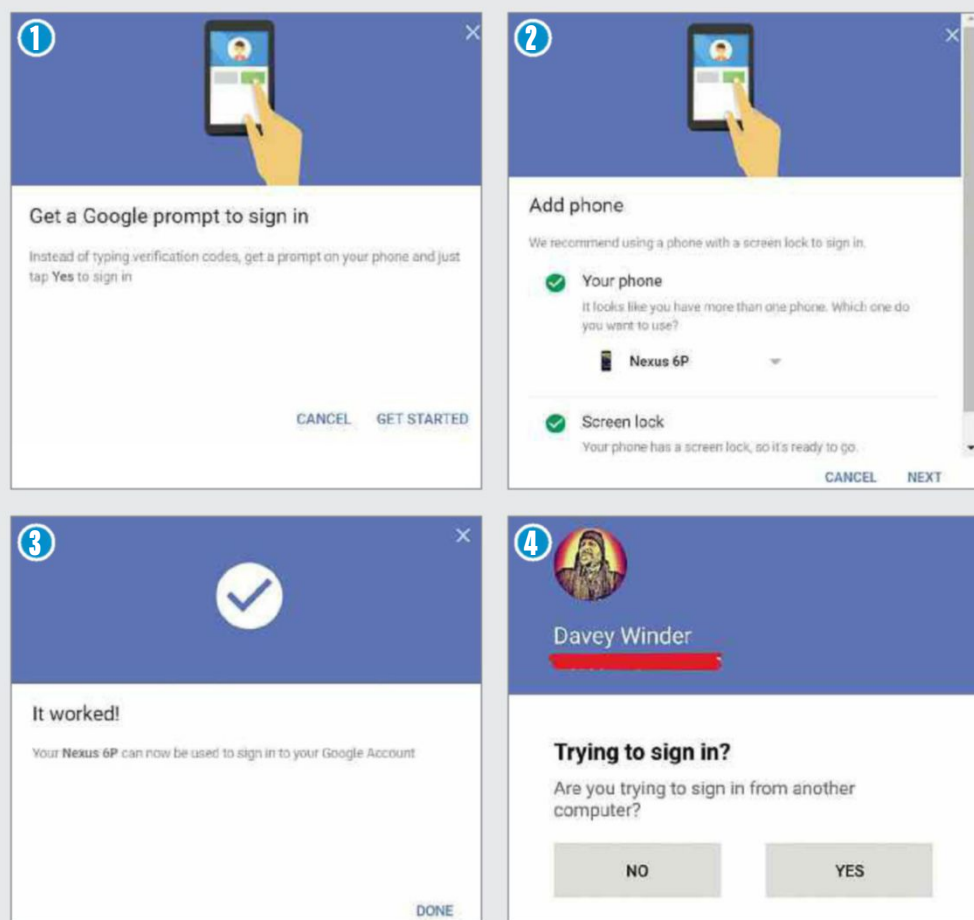 1
Get a Google prompt to sign in
Instead of typing verification codes, get a prompt on your phone and just
tap Yes to sign in
CANCEL GET STARTED
2
Add phone
We recommend using a phone with a screen lock to sign in.
Your phone
It looks like you have more than one phone. Which one do
you want to use?
Nexus 6P
Screen lock
Your phone has a screen lock, so it's ready to go.
CANCEL NEXT
3
It worked!
Your Nexus 6P can now be used to sign in to your Google Account
DONE
4
Davey Winder
Trying to sign in?
Are you trying to sign in from another
computer?
NO YES